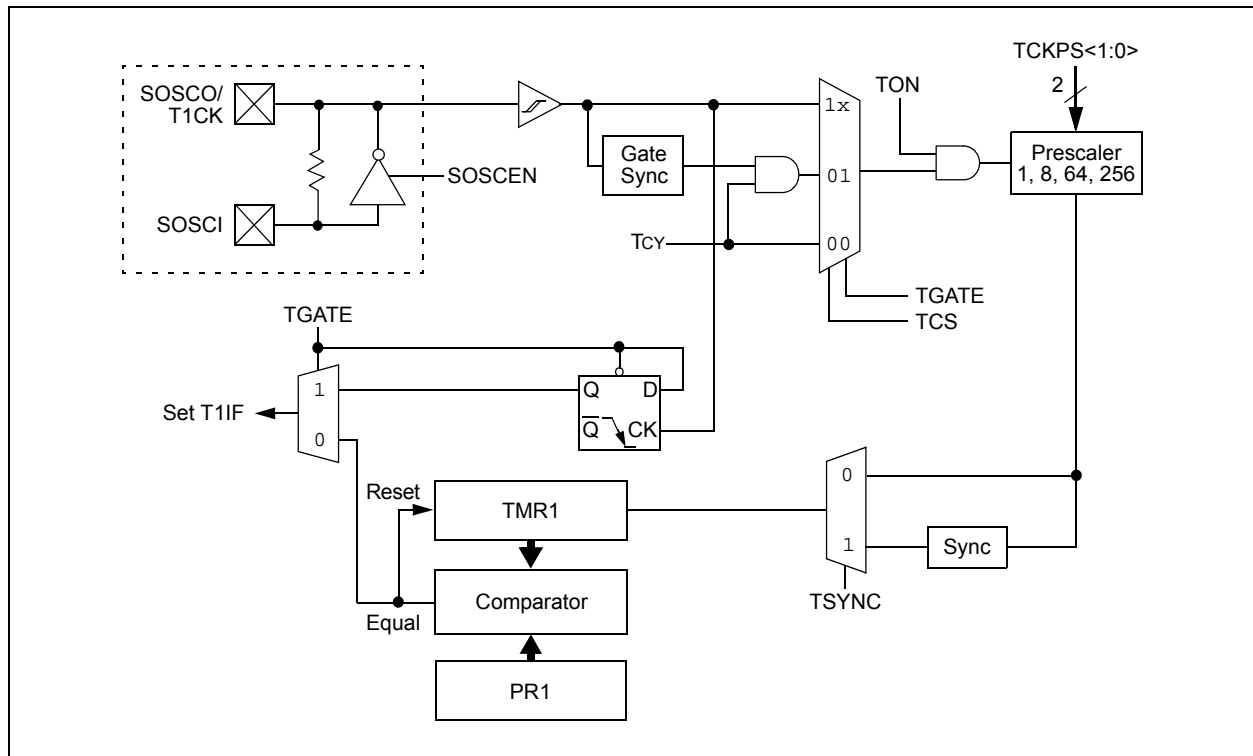 TCKPS<1:0>
2
SOSCO/
T1CK
TON
1x
Prescaler
1, 8, 64, 256
Gate
Sync
SOSCEN
01
SOSCI
TCY
00
TGATE
TCS
TGATE
1
Q
D
Set T1IF
Q
CK
0
Reset
TMR1
0
1
Sync
Comparator
TSYNC
Equal
PR1